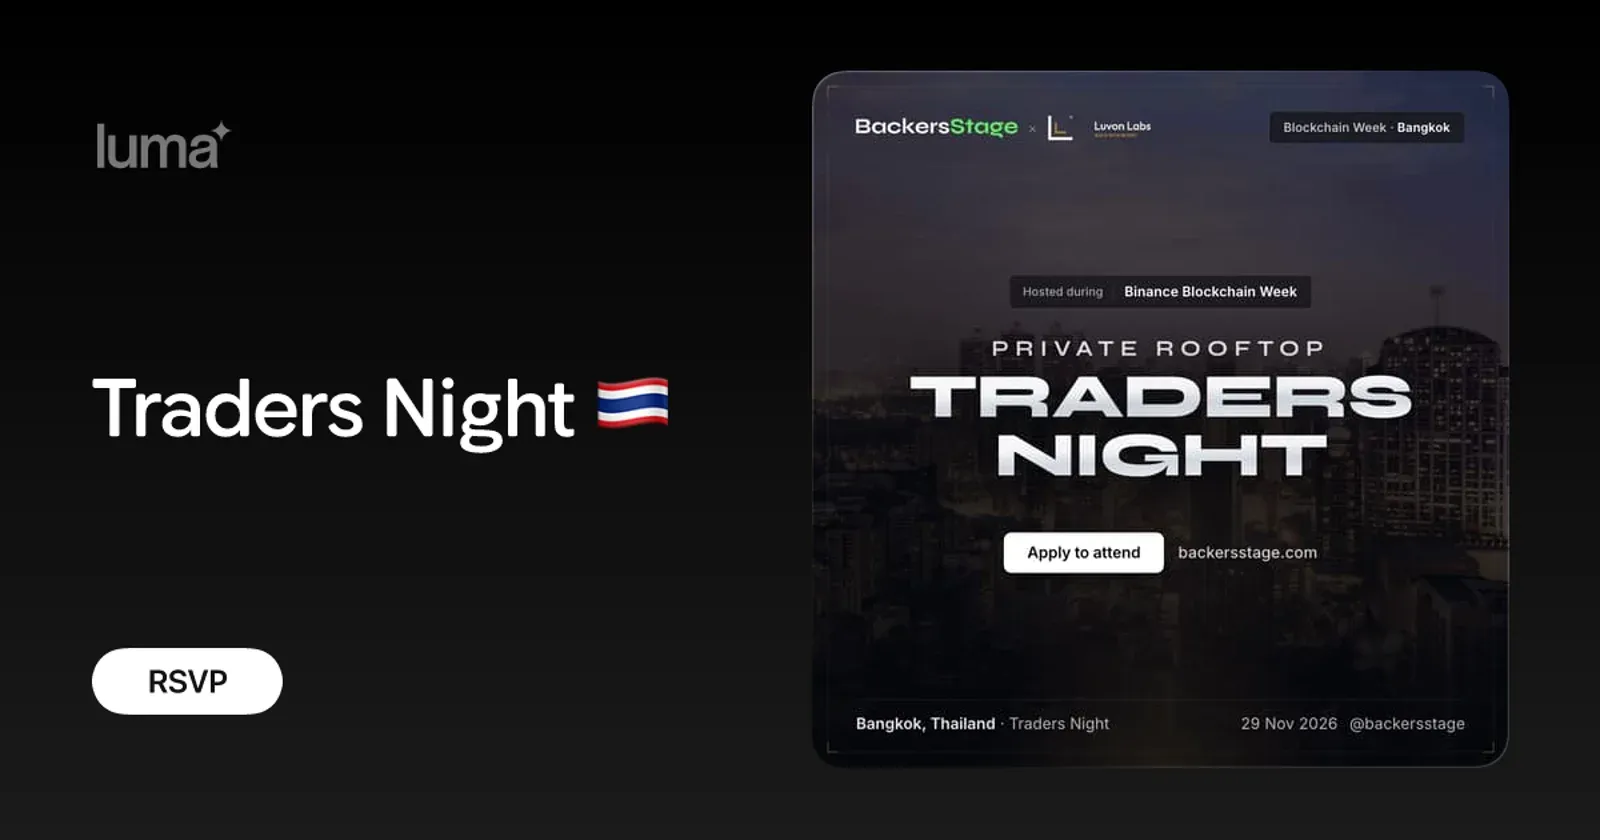 luma
Traders Night 🇹🇭
RSVP
BackersStage × Luvon Labs
Blockchain Week · Bangkok
Hosted during Binance Blockchain Week
PRIVATE ROOFTOP
TRADERS
NIGHT
Apply to attend backersstage.com
Bangkok, Thailand · Traders Night
29 Nov 2026 @backersstage